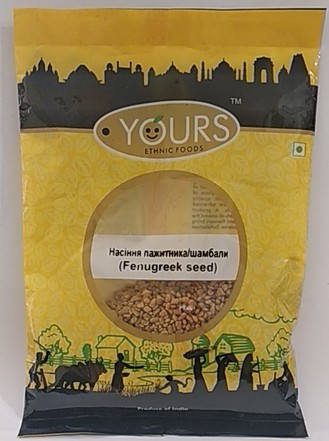 YOURS
TM
ETHNIC FOODS
Насіння пажитника/шамбали
(Fenugreek seed)
Produce of India